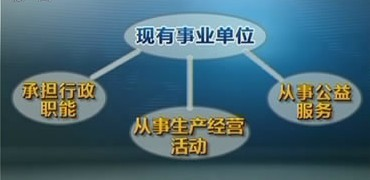 现有事业单位
承担行政
职能
从事生产经营
活动
从事公益
服务